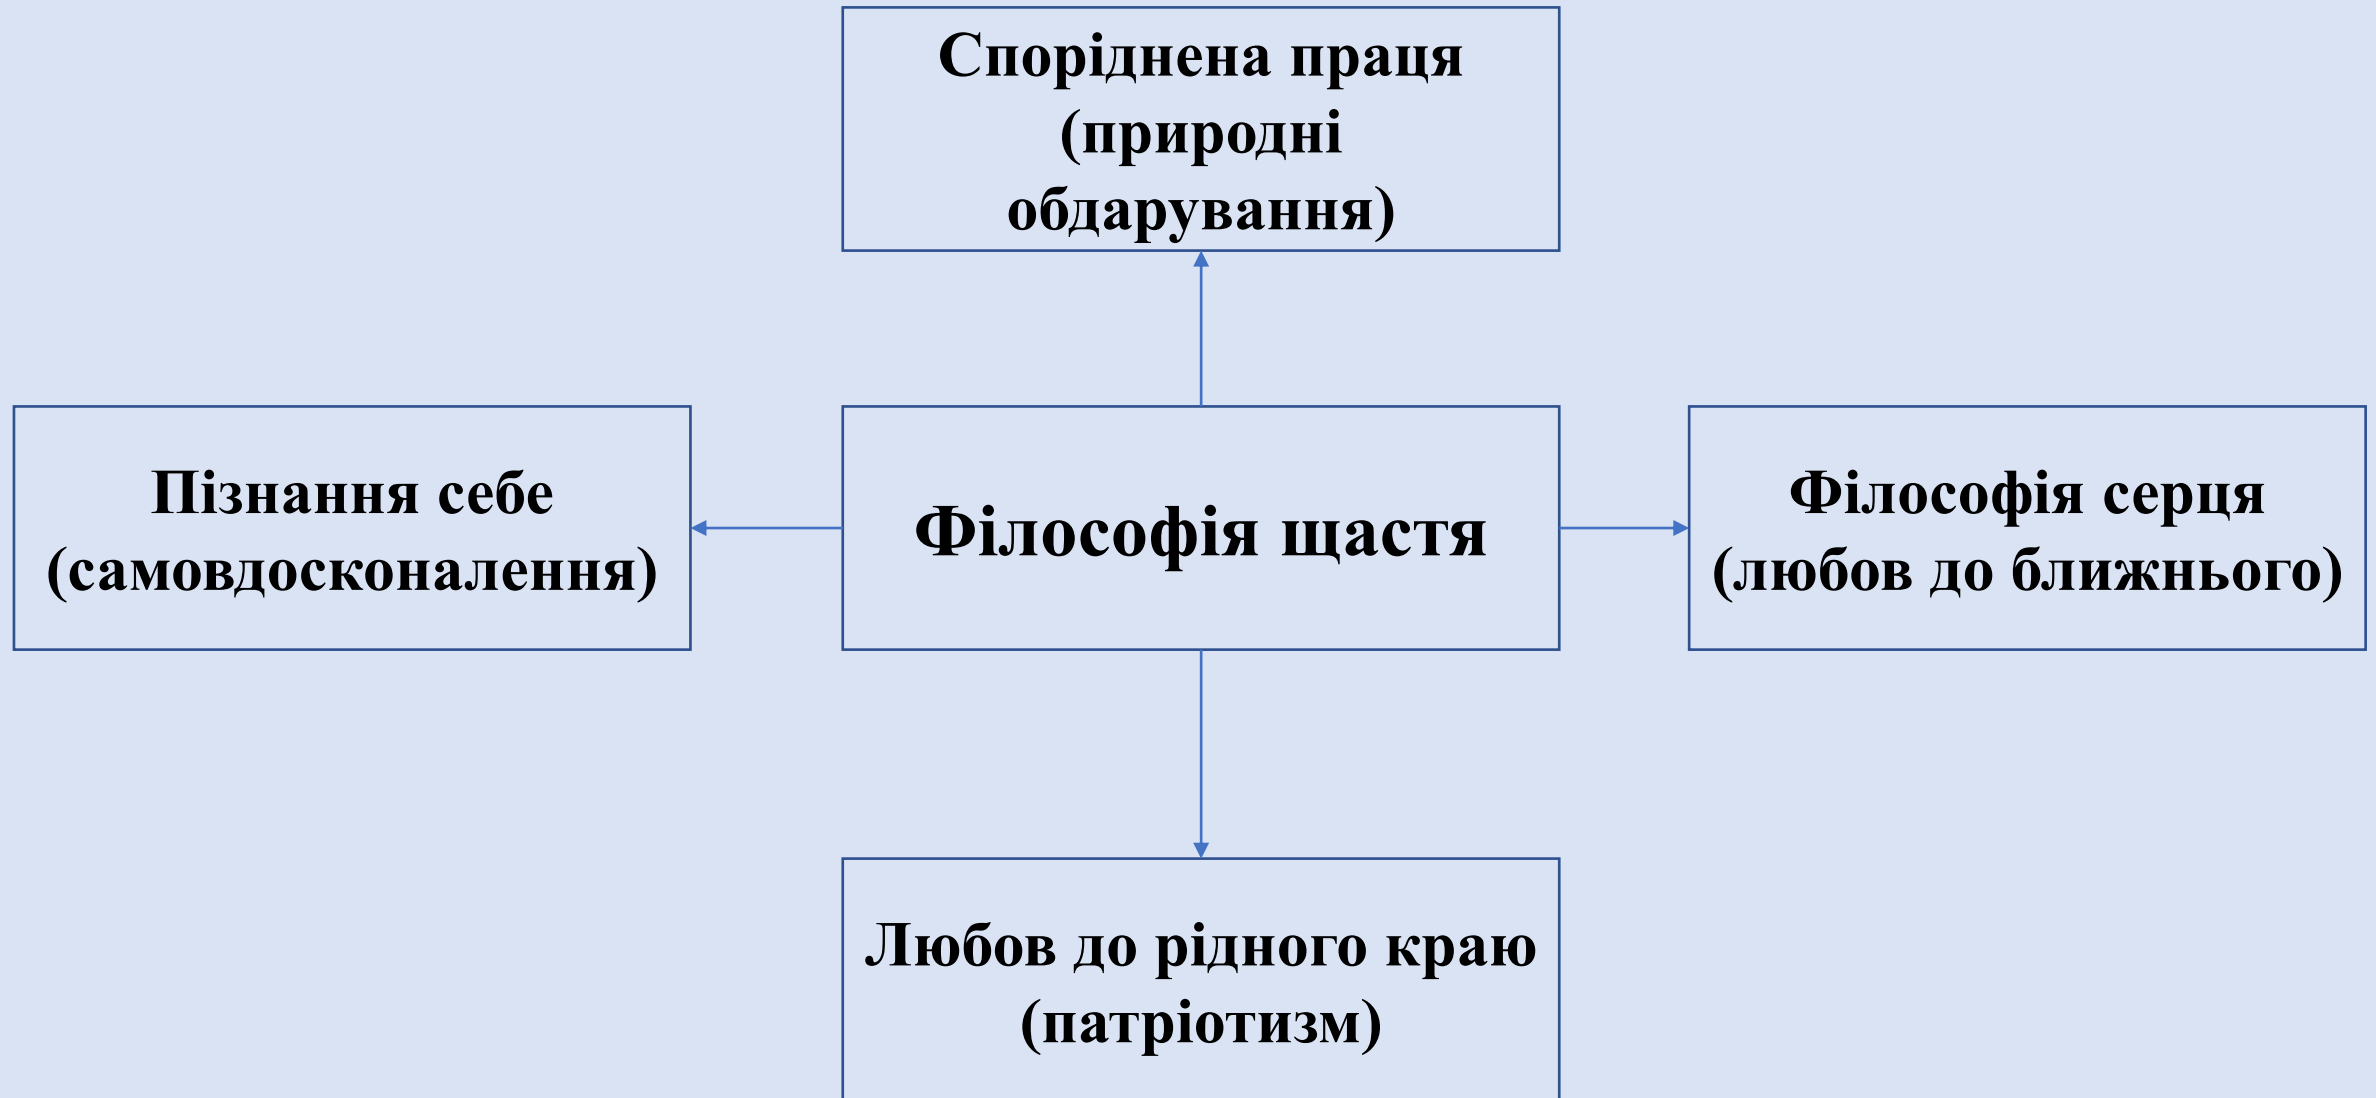 Споріднена праця
(природні
обдарування)
Пізнання себе
(самовдосконалення)
Філософія щастя
Філософія серця
(любов до ближнього)
Любов до рідного краю
(патріотизм)